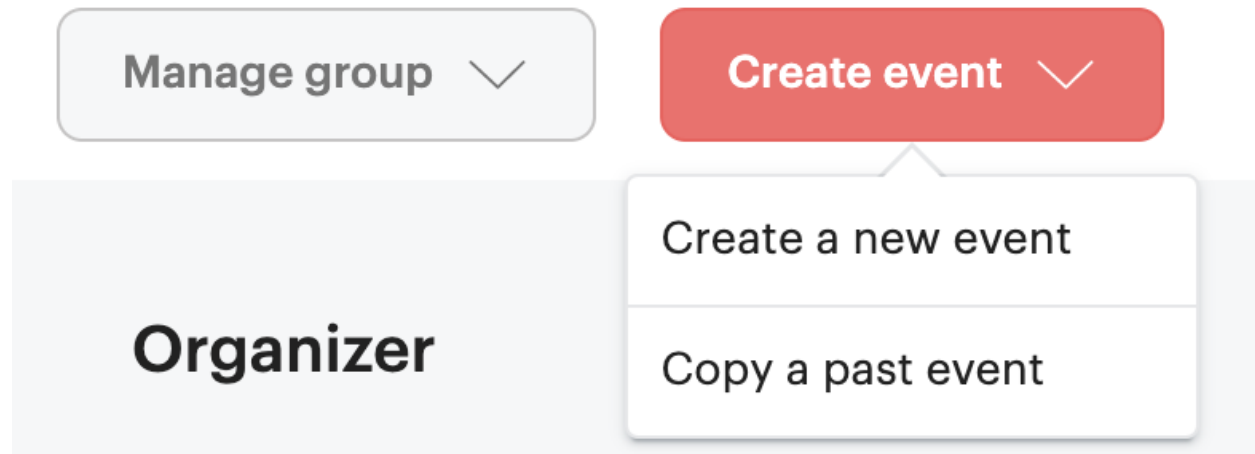 Manage group
Create event
Create a new event
Organizer
Copy a past event